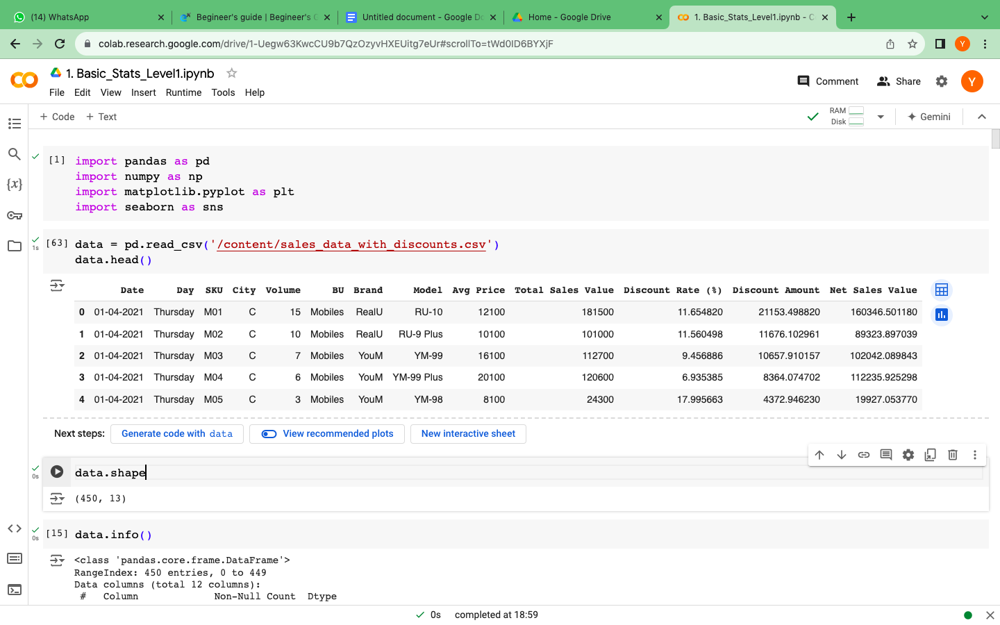 (14) WhatsApp
Begineer's guide | Begineer's G
Untitled document - Google Do
Home - Google Drive
1. Basic_Stats_Level1.ipynb - C
colab.research.google.com/drive/1-Uegw63KwcCU9b7QzOzyvHXEUitg7eUr#scrollTo=tWd0ID6BYXjF
Y
1. Basic_Stats_Level1.ipynb
Comment
Share
Y
File Edit View Insert Runtime Tools Help
+ Code + Text
RAM
Disk
Gemini
[1] import pandas as pd
import numpy as np
import matplotlib.pyplot as plt
import seaborn as sns
1s
[63] data = pd.read_csv('/content/sales_data_with_discounts.csv')
data.head()
Date Day SKU City Volume BU Brand Model Avg Price Total Sales Value Discount Rate (%) Discount Amount Net Sales Value
0 01-04-2021 Thursday M01 C 15 Mobiles RealU RU-10 12100 181500 11.654820 21153.498820 160346.501180
1 01-04-2021 Thursday M02 C 10 Mobiles RealU RU-9 Plus 10100 101000 11.560498 11676.102961 89323.897039
2 01-04-2021 Thursday M03 C 7 Mobiles YouM YM-99 16100 112700 9.456886 10657.910157 102042.089843
3 01-04-2021 Thursday M04 C 6 Mobiles YouM YM-99 Plus 20100 120600 6.935385 8364.074702 112235.925298
4 01-04-2021 Thursday M05 C 3 Mobiles YouM YM-98 8100 24300 17.995663 4372.946230 19927.053770
Next steps: Generate code with data View recommended plots New interactive sheet
0s
data.shape
(450, 13)
0s
[15] data.info()
<class 'pandas.core.frame.DataFrame'>
RangeIndex: 450 entries, 0 to 449
Data columns (total 12 columns):
# Column Non-Null Count Dtype
0s completed at 18:59